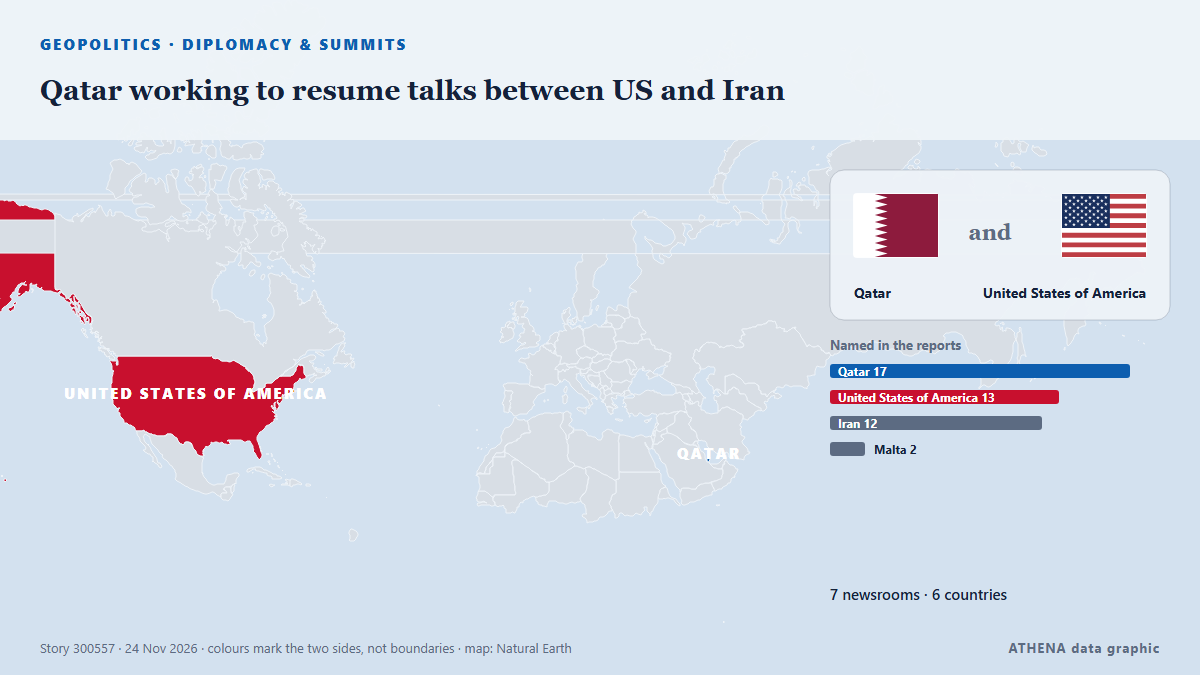 GEOPOLITICS · DIPLOMACY & SUMMITS
Qatar working to resume talks between US and Iran
and
Qatar
United States of America
Named in the reports
Qatar 17
United States of America 13
Iran 12
Malta 2
UNITED STATES OF AMERICA
QATAR
7 newsrooms · 6 countries
Story 300557 · 24 Nov 2026 · colours mark the two sides, not boundaries · map: Natural Earth
ATHENA data graphic